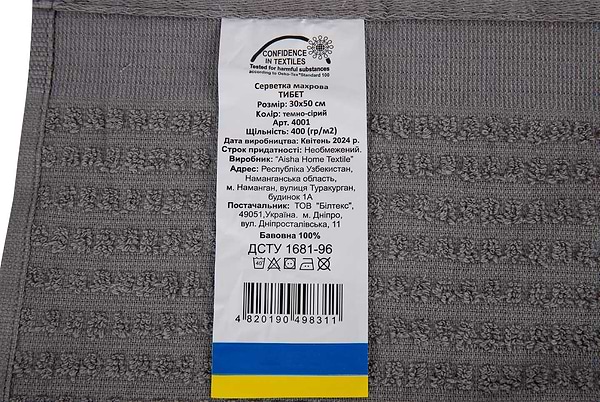 CONFIDENCE
IN TEXTILES
Tested for harmful substances
according to Oeko-Tex® Standard 100
Серветка махрова
ТИБЕТ
Розмір: 30х50 см
Колір: темно-сірий
Арт. 4001
Щільність: 400 (гр/м2)
Дата виробництва: Квітень 2024 р.
Строк придатності: Необмежений.
Виробник: "Aisha Home Textile"
Адрес: Республіка Узбекистан,
Наманганська область,
м. Наманган, вулиця Туракурган,
будинок 1А
Постачальник: ТОВ "Білтекс",
49051,Україна. м. Дніпро,
вул. Дніпросталівська, 11
Бавовна 100%
ДСТУ 1681-96
40
4820190498311